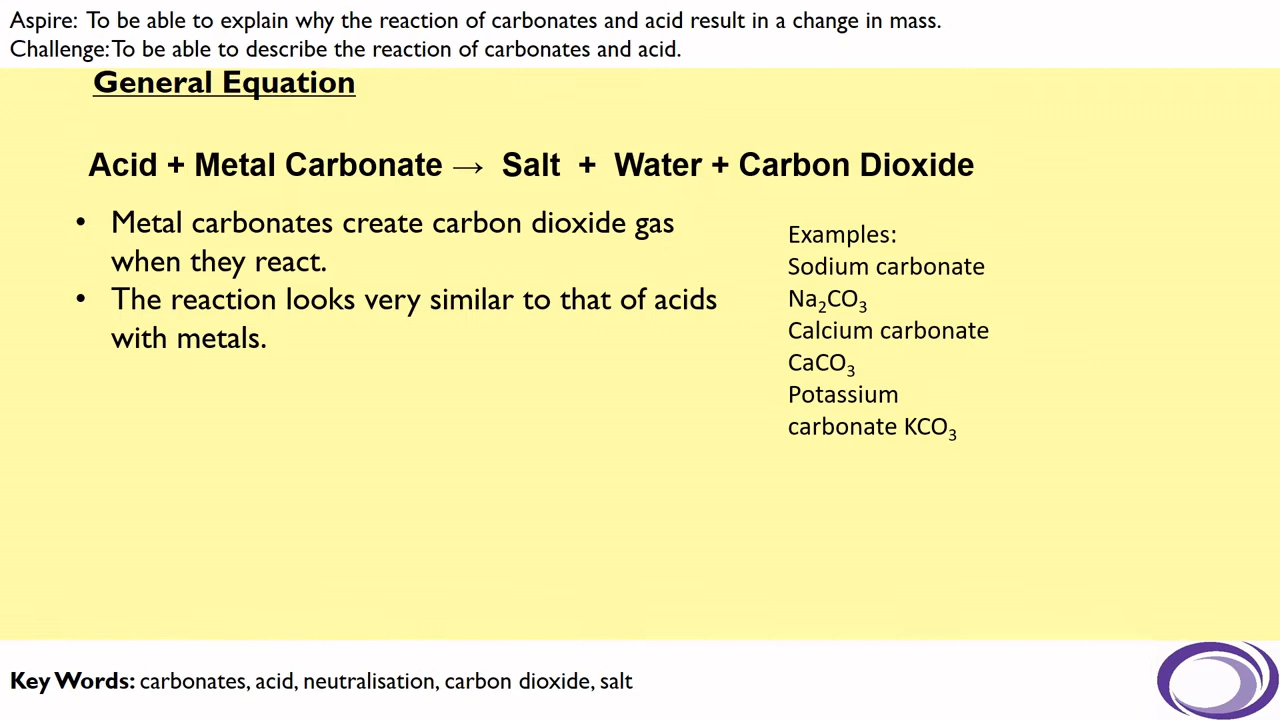 Aspire: To be able to explain why the reaction of carbonates and acid result in a change in mass.
Challenge: To be able to describe the reaction of carbonates and acid.
General Equation
Acid + Metal Carbonate → Salt + Water + Carbon Dioxide
• Metal carbonates create carbon dioxide gas
when they react.
• The reaction looks very similar to that of acids
with metals.
Examples:
Sodium carbonate
Na₂CO₃
Calcium carbonate
CaCO₃
Potassium
carbonate KCO₃
Key Words: carbonates, acid, neutralisation, carbon dioxide, salt